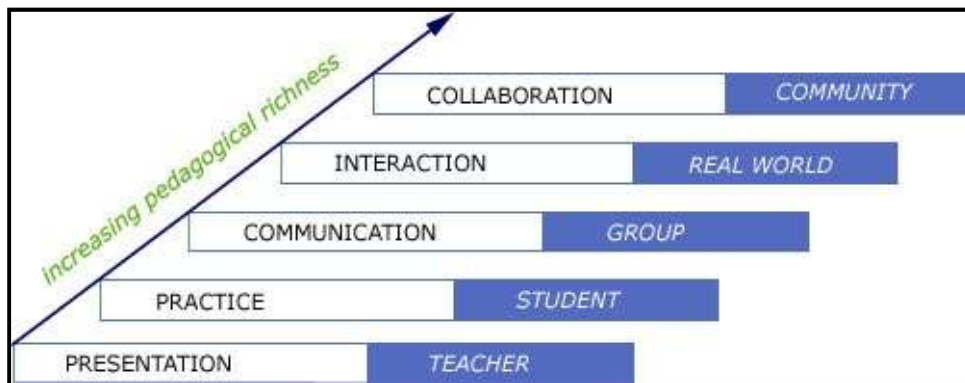 increasing pedagogical richness
COLLABORATION COMMUNITY
INTERACTION REAL WORLD
COMMUNICATION GROUP
PRACTICE STUDENT
PRESENTATION TEACHER